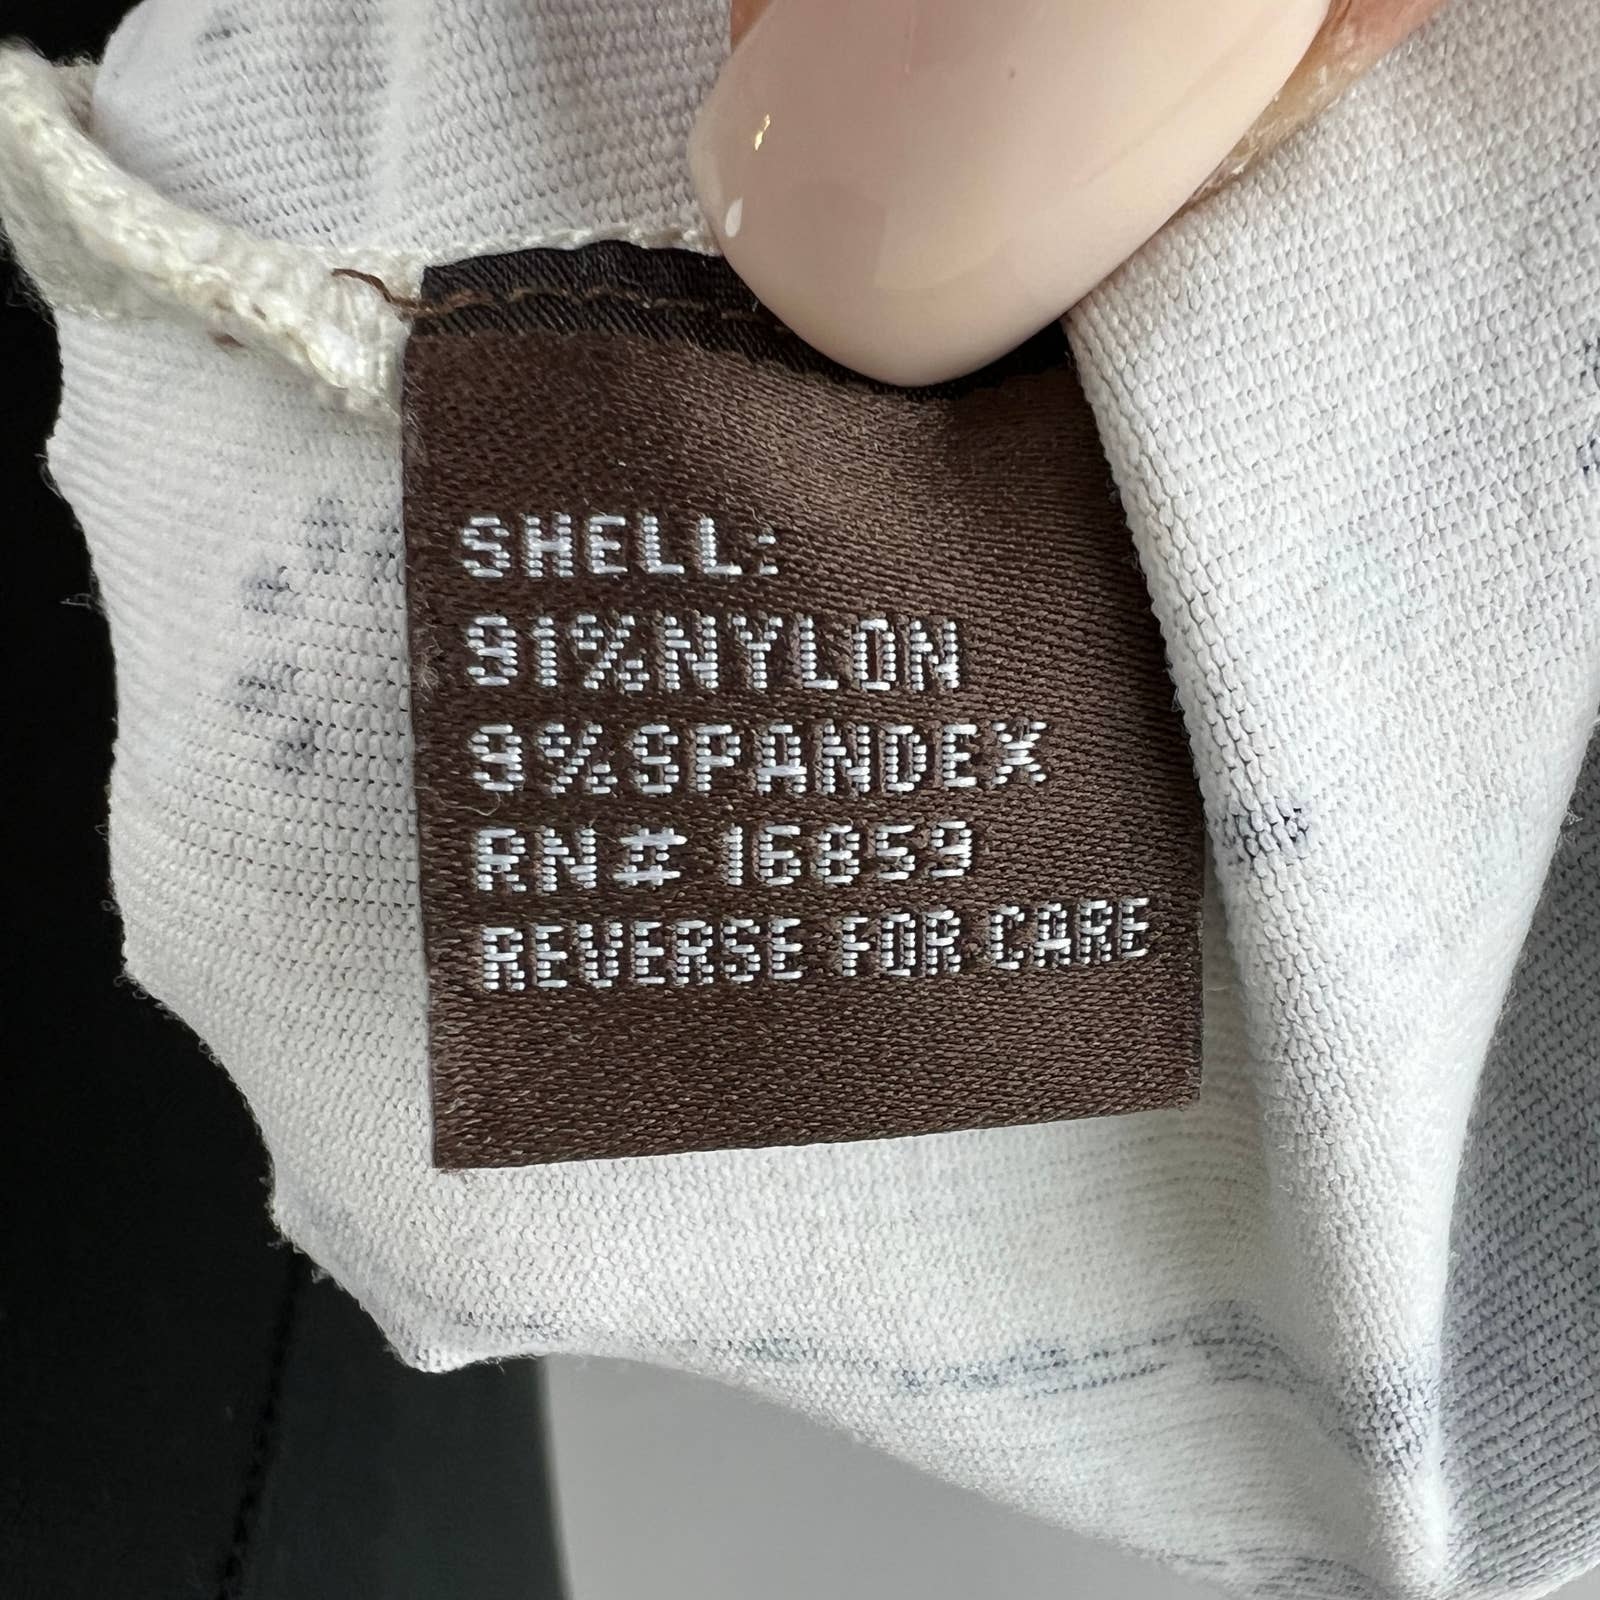 SHELL:
91%NYLON
9%SPANDEX
RN# 16859
REVERSE FOR CARE